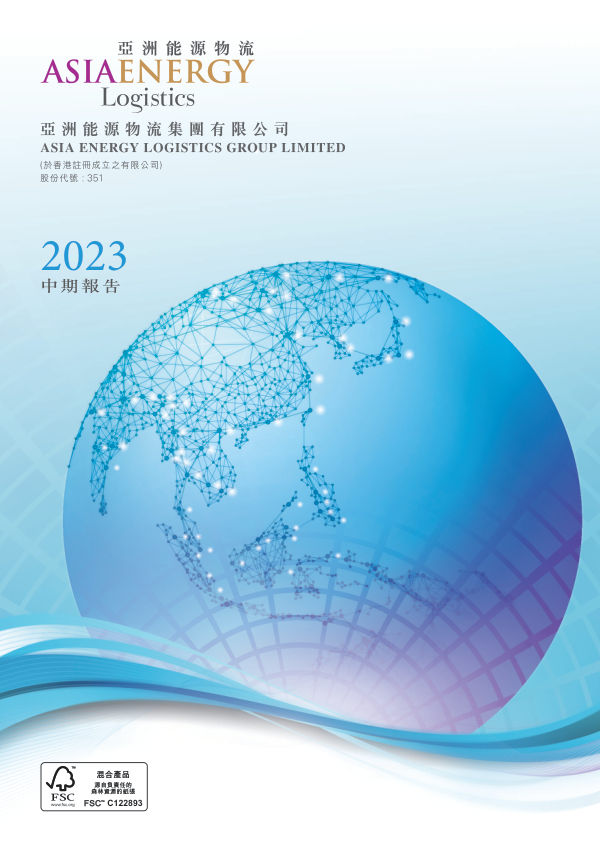 亞洲能源物流
ASIAENERGY
Logistics
亞洲能源物流集團有限公司
ASIA ENERGY LOGISTICS GROUP LIMITED
(於香港註冊成立之有限公司)
股份代號：351
2023
中期報告
混合產品
源自負責任的
森林資源的紙張
FSC™ C122893
FSC
www.fsc.org